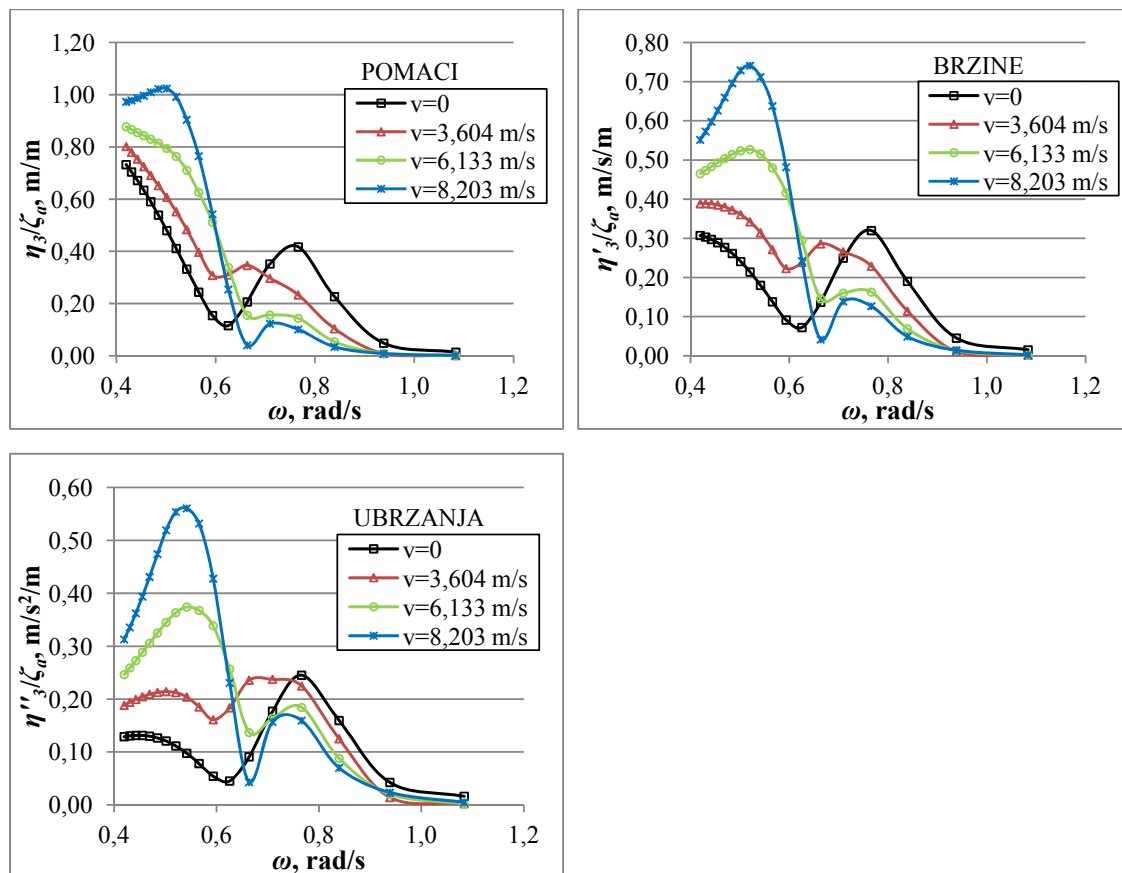 POMACI
v=0
v=3,604 m/s
v=6,133 m/s
v=8,203 m/s
η₃/ζₐ, m/m
1,20
1,00
0,80
0,60
0,40
0,20
0,00
0,4 0,6 0,8 1,0 1,2
ω, rad/s
BRZINE
v=0
v=3,604 m/s
v=6,133 m/s
v=8,203 m/s
η'₃/ζₐ, m/s/m
0,80
0,70
0,60
0,50
0,40
0,30
0,20
0,10
0,00
0,4 0,6 0,8 1,0 1,2
ω, rad/s
UBRZANJA
v=0
v=3,604 m/s
v=6,133 m/s
v=8,203 m/s
η''₃/ζₐ, m/s²/m
0,60
0,50
0,40
0,30
0,20
0,10
0,00
0,4 0,6 0,8 1,0 1,2
ω, rad/s